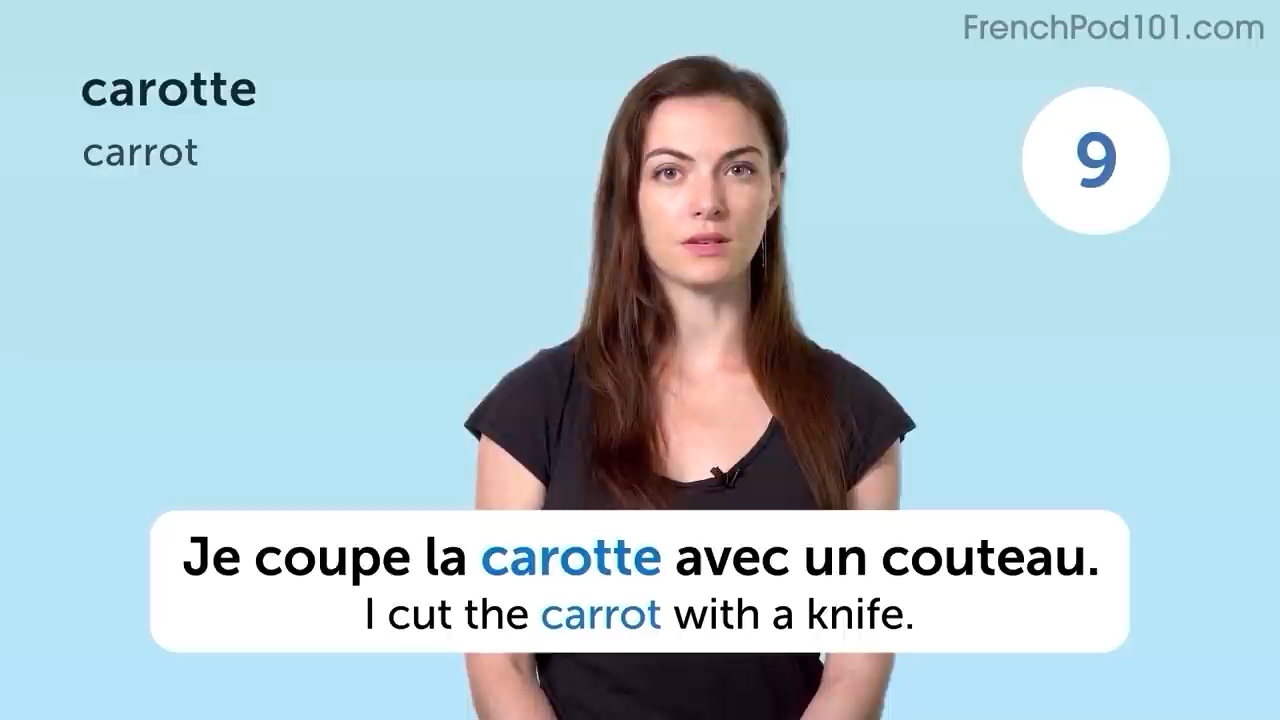 FrenchPod101.com
carotte
carrot
9
Je coupe la carotte avec un couteau.
I cut the carrot with a knife.